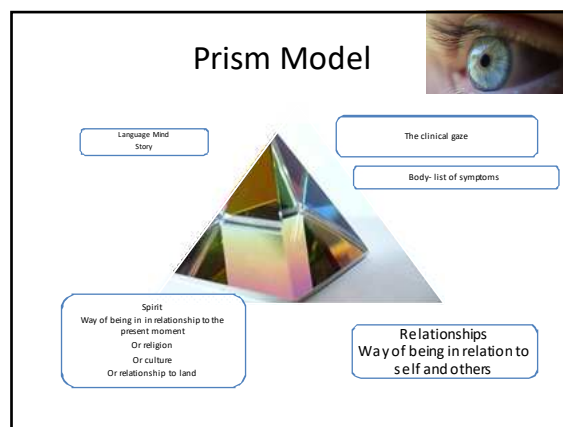 Prism Model
Language Mind
Story
The clinical gaze
Body- list of symptoms
Spirit
Way of being in in relationship to the
present moment
Or religion
Or culture
Or relationship to land
Relationships
Way of being in relation to
self and others